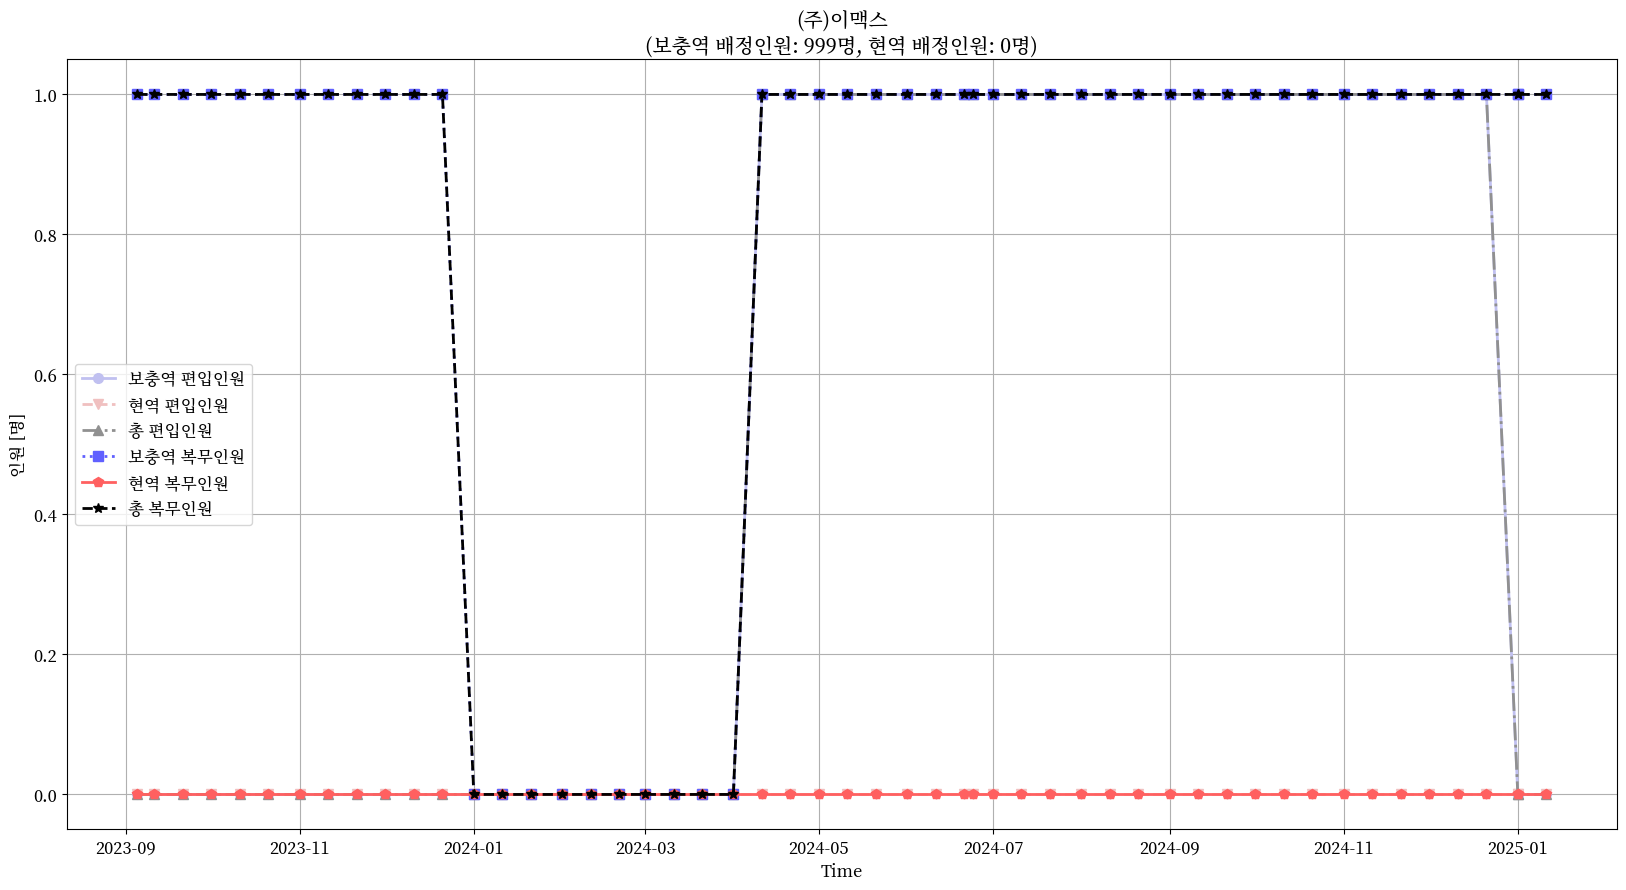 (주)이맥스
(보충역 배정인원: 999명, 현역 배정인원: 0명)
인원 [명]
1.0
0.8
0.6
0.4
0.2
0.0
보충역 편입인원
현역 편입인원
총 편입인원
보충역 복무인원
현역 복무인원
총 복무인원
2023-09 2023-11 2024-01 2024-03 2024-05 2024-07 2024-09 2024-11 2025-01
Time